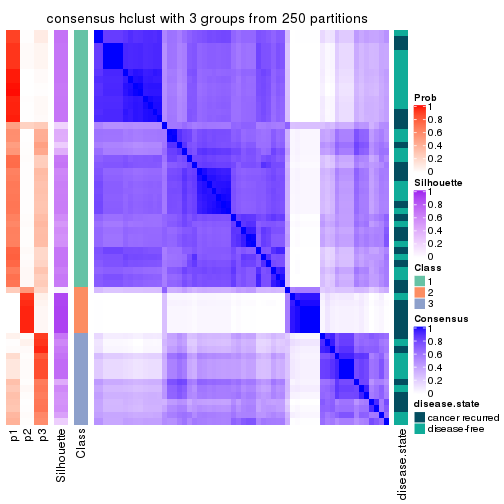 consensus hclust with 3 groups from 250 partitions
Prob
1
0.8
0.6
0.4
0.2
0
Silhouette
1
0.8
0.6
0.4
0.2
0
Class
1
2
3
Consensus
1
0.8
0.6
0.4
0.2
0
disease.state
cancer recurred
disease-free
p1
p2
p3
Silhouette
Class
disease.state